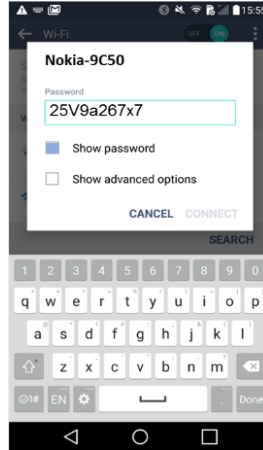 15:55
Wi-Fi
OFF ON
Nokia-9C50
Password
25V9a267x7
Show password
Show advanced options
CANCEL CONNECT
SEARCH
1 2 3 4 5 6 7 8 9 0
q w e r t y u i o p
a s d f g h j k l
z x c v b n m
@1# EN . Done